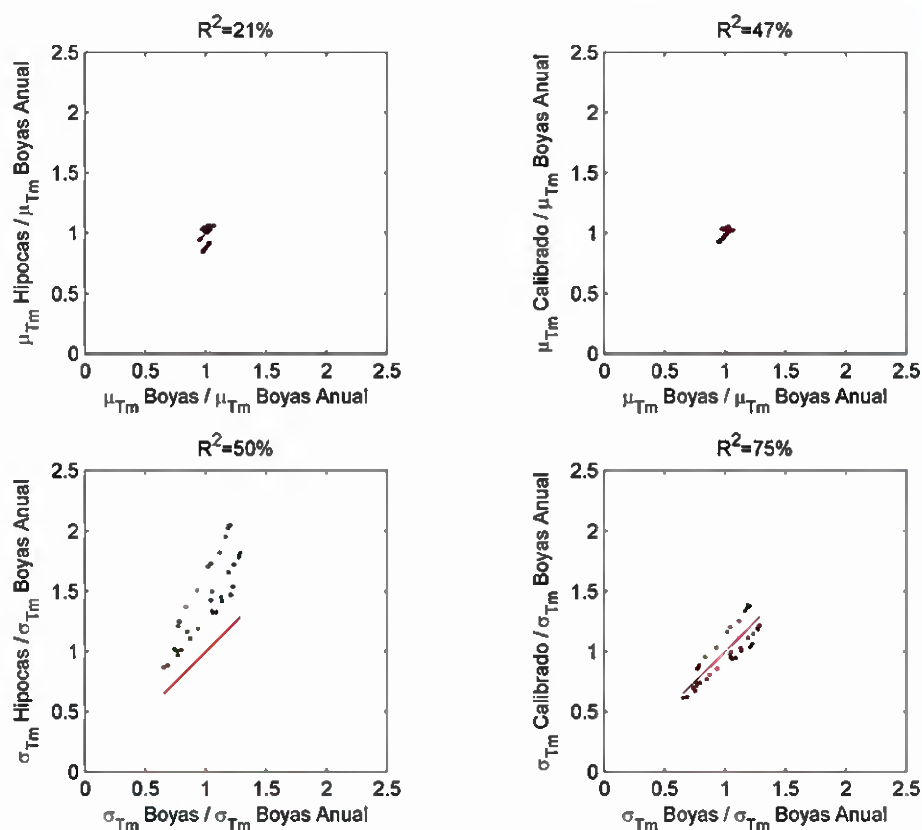 R²=21%
2.5
2
1.5
1
0.5
0
0 0.5 1 1.5 2 2.5
μTm Hipocas / μTm Boyas Anual
μTm Boyas / μTm Boyas Anual
R²=47%
2.5
2
1.5
1
0.5
0
0 0.5 1 1.5 2 2.5
μTm Calibrado / μTm Boyas Anual
μTm Boyas / μTm Boyas Anual
R²=50%
2.5
2
1.5
1
0.5
0
0 0.5 1 1.5 2 2.5
σTm Hipocas / σTm Boyas Anual
σTm Boyas / σTm Boyas Anual
R²=75%
2.5
2
1.5
1
0.5
0
0 0.5 1 1.5 2 2.5
σTm Calibrado / σTm Boyas Anual
σTm Boyas / σTm Boyas Anual